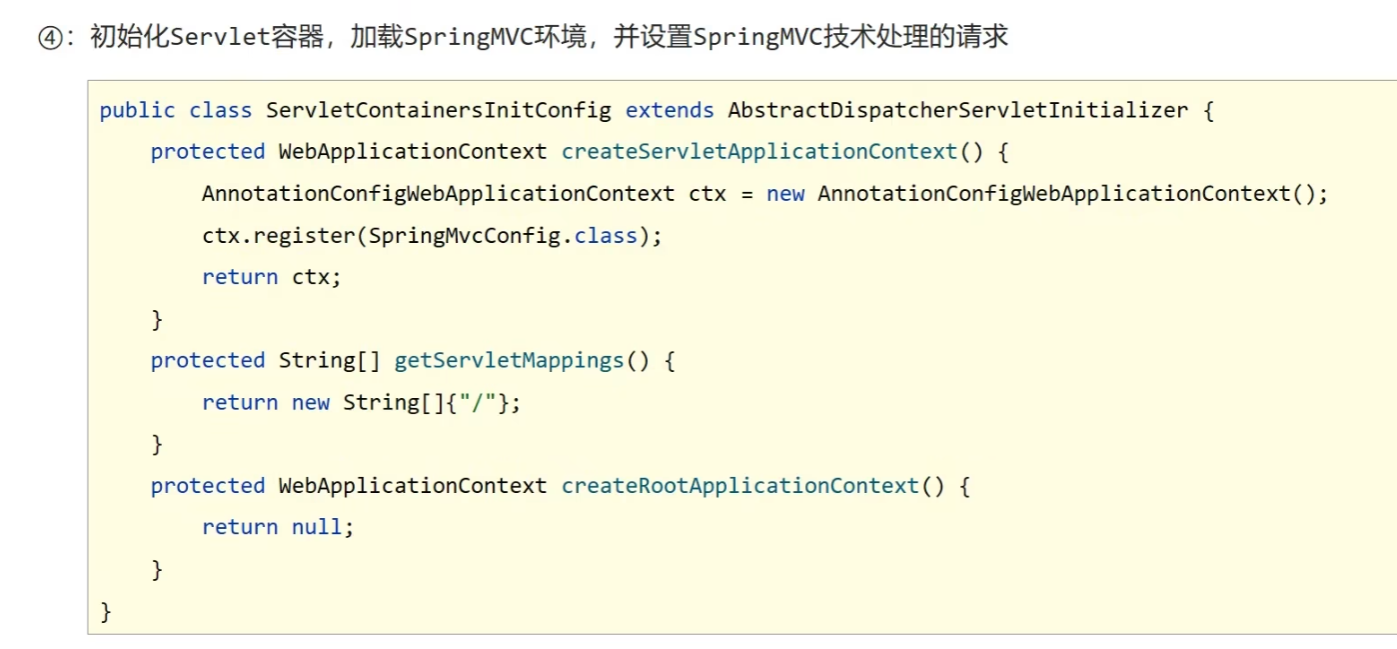 ④：初始化Servlet容器，加载SpringMVC环境，并设置SpringMVC技术处理的请求
public class ServletContainersInitConfig extends AbstractDispatcherServletInitializer {
    protected WebApplicationContext createServletApplicationContext() {
        AnnotationConfigWebApplicationContext ctx = new AnnotationConfigWebApplicationContext();
        ctx.register(SpringMvcConfig.class);
        return ctx;
    }
    protected String[] getServletMappings() {
        return new String[]{"/"};
    }
    protected WebApplicationContext createRootApplicationContext() {
        return null;
    }
}